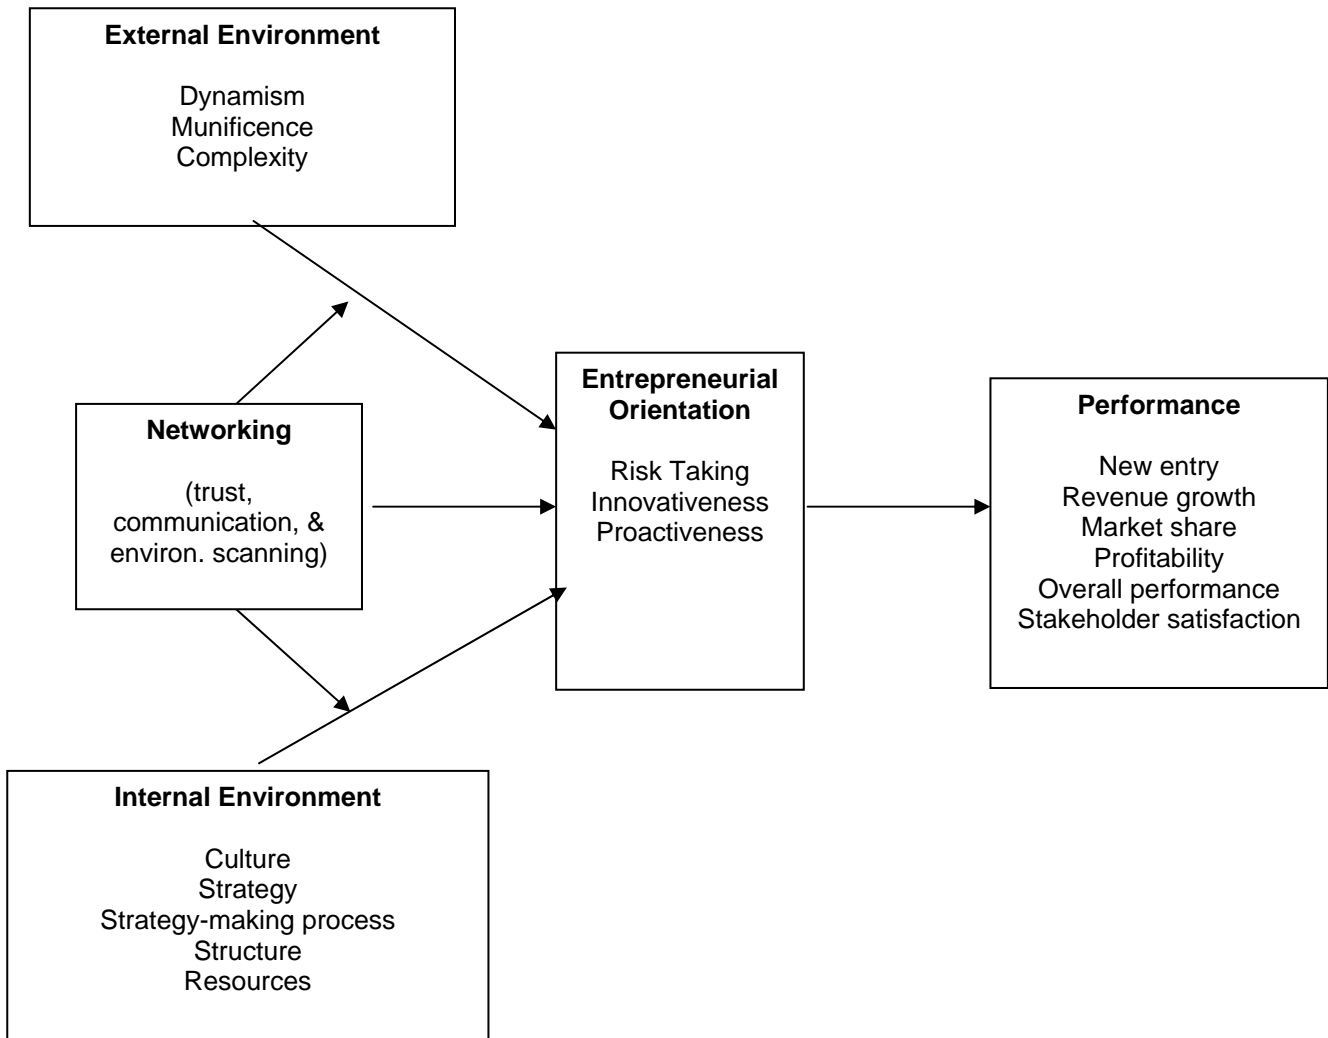 External Environment
Dynamism
Munificence
Complexity
Networking
(trust,
communication, &
environ. scanning)
Entrepreneurial
Orientation
Risk Taking
Innovativeness
Proactiveness
Performance
New entry
Revenue growth
Market share
Profitability
Overall performance
Stakeholder satisfaction
Internal Environment
Culture
Strategy
Strategy-making process
Structure
Resources